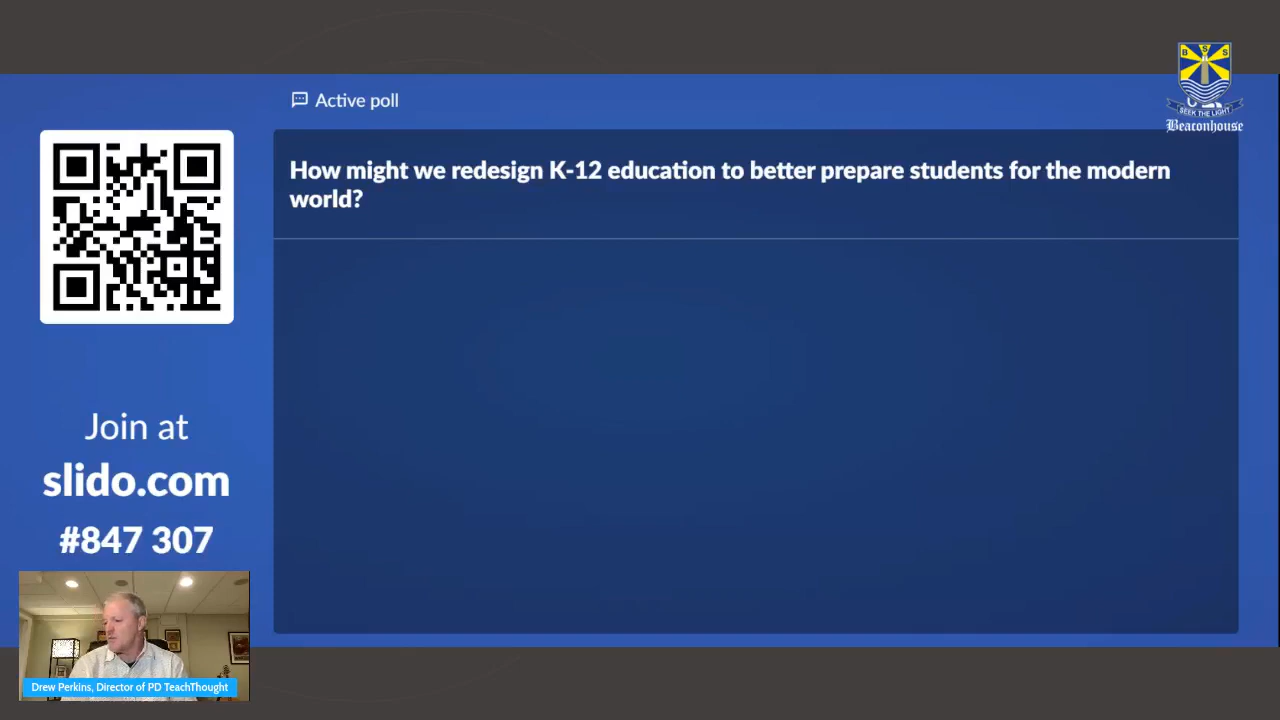 Active poll
B S S
SEEK THE LIGHT
Beaconhouse
How might we redesign K-12 education to better prepare students for the modern
world?
Join at
slido.com
#847 307
Drew Perkins, Director of PD TeachThought